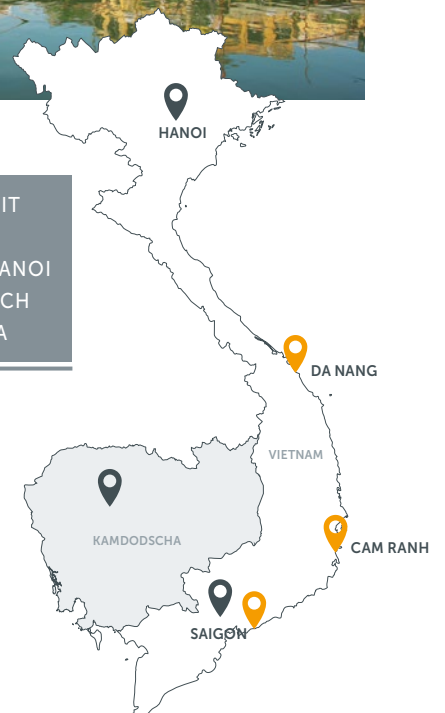 HANOI
IT
ANOI
CH
A
DA NANG
VIETNAM
KAMDODSCHA
CAM RANH
SAIGON